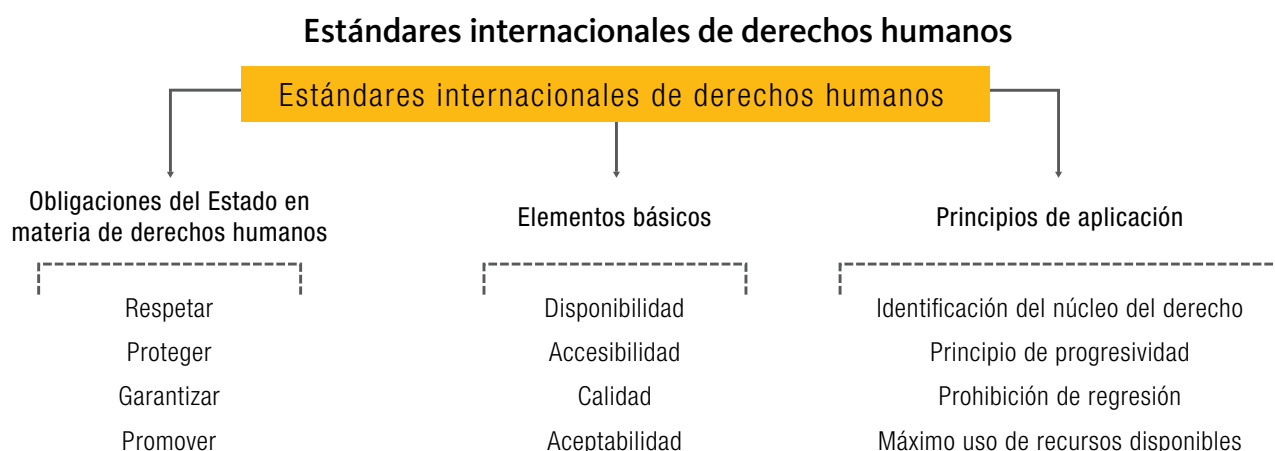 Estándares internacionales de derechos humanos
Estándares internacionales de derechos humanos
Obligaciones del Estado en
materia de derechos humanos
Respetar
Proteger
Garantizar
Promover
Elementos básicos
Disponibilidad
Accesibilidad
Calidad
Aceptabilidad
Principios de aplicación
Identificación del núcleo del derecho
Principio de progresividad
Prohibición de regresión
Máximo uso de recursos disponibles